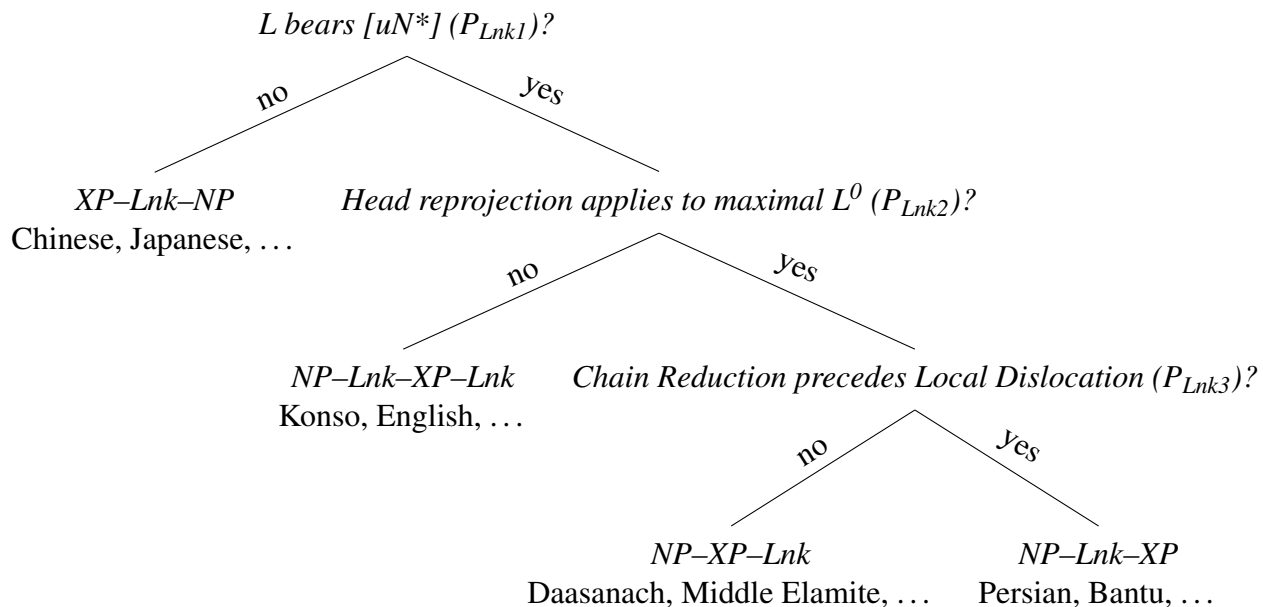 L bears [uN*] (P_Lnk1)?
no yes
XP–Lnk–NP Head reprojection applies to maximal L^0 (P_Lnk2)?
Chinese, Japanese, …
no yes
NP–Lnk–XP–Lnk Chain Reduction precedes Local Dislocation (P_Lnk3)?
Konso, English, …
no yes
NP–XP–Lnk NP–Lnk–XP
Daasanach, Middle Elamite, … Persian, Bantu, …